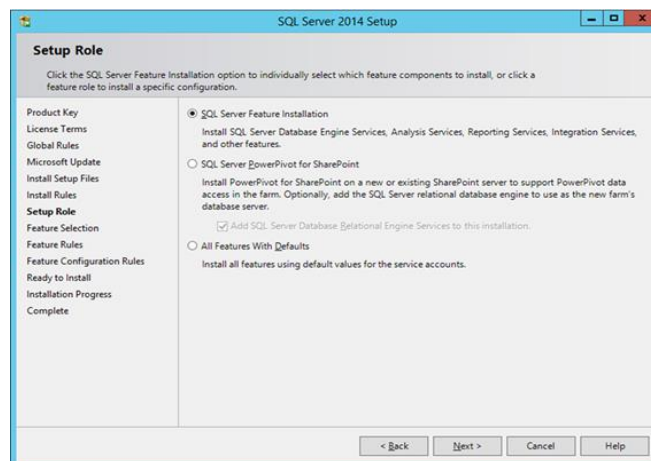 SQL Server 2014 Setup
Setup Role
Click the SQL Server Feature Installation option to individually select which feature components to install, or click a
feature role to install a specific configuration.
Product Key
License Terms
Global Rules
Microsoft Update
Install Setup Files
Install Rules
Setup Role
Feature Selection
Feature Rules
Feature Configuration Rules
Ready to Install
Installation Progress
Complete
SQL Server Feature Installation
Install SQL Server Database Engine Services, Analysis Services, Reporting Services, Integration Services,
and other features.
SQL Server PowerPivot for SharePoint
Install PowerPivot for SharePoint on a new or existing SharePoint server to support PowerPivot data
access in the farm. Optionally, add the SQL Server relational database engine to use as the new farm's
database server.
Add SQL Server Database Relational Engine Services to this installation.
All Features With Defaults
Install all features using default values for the service accounts.
< Back
Next >
Cancel
Help